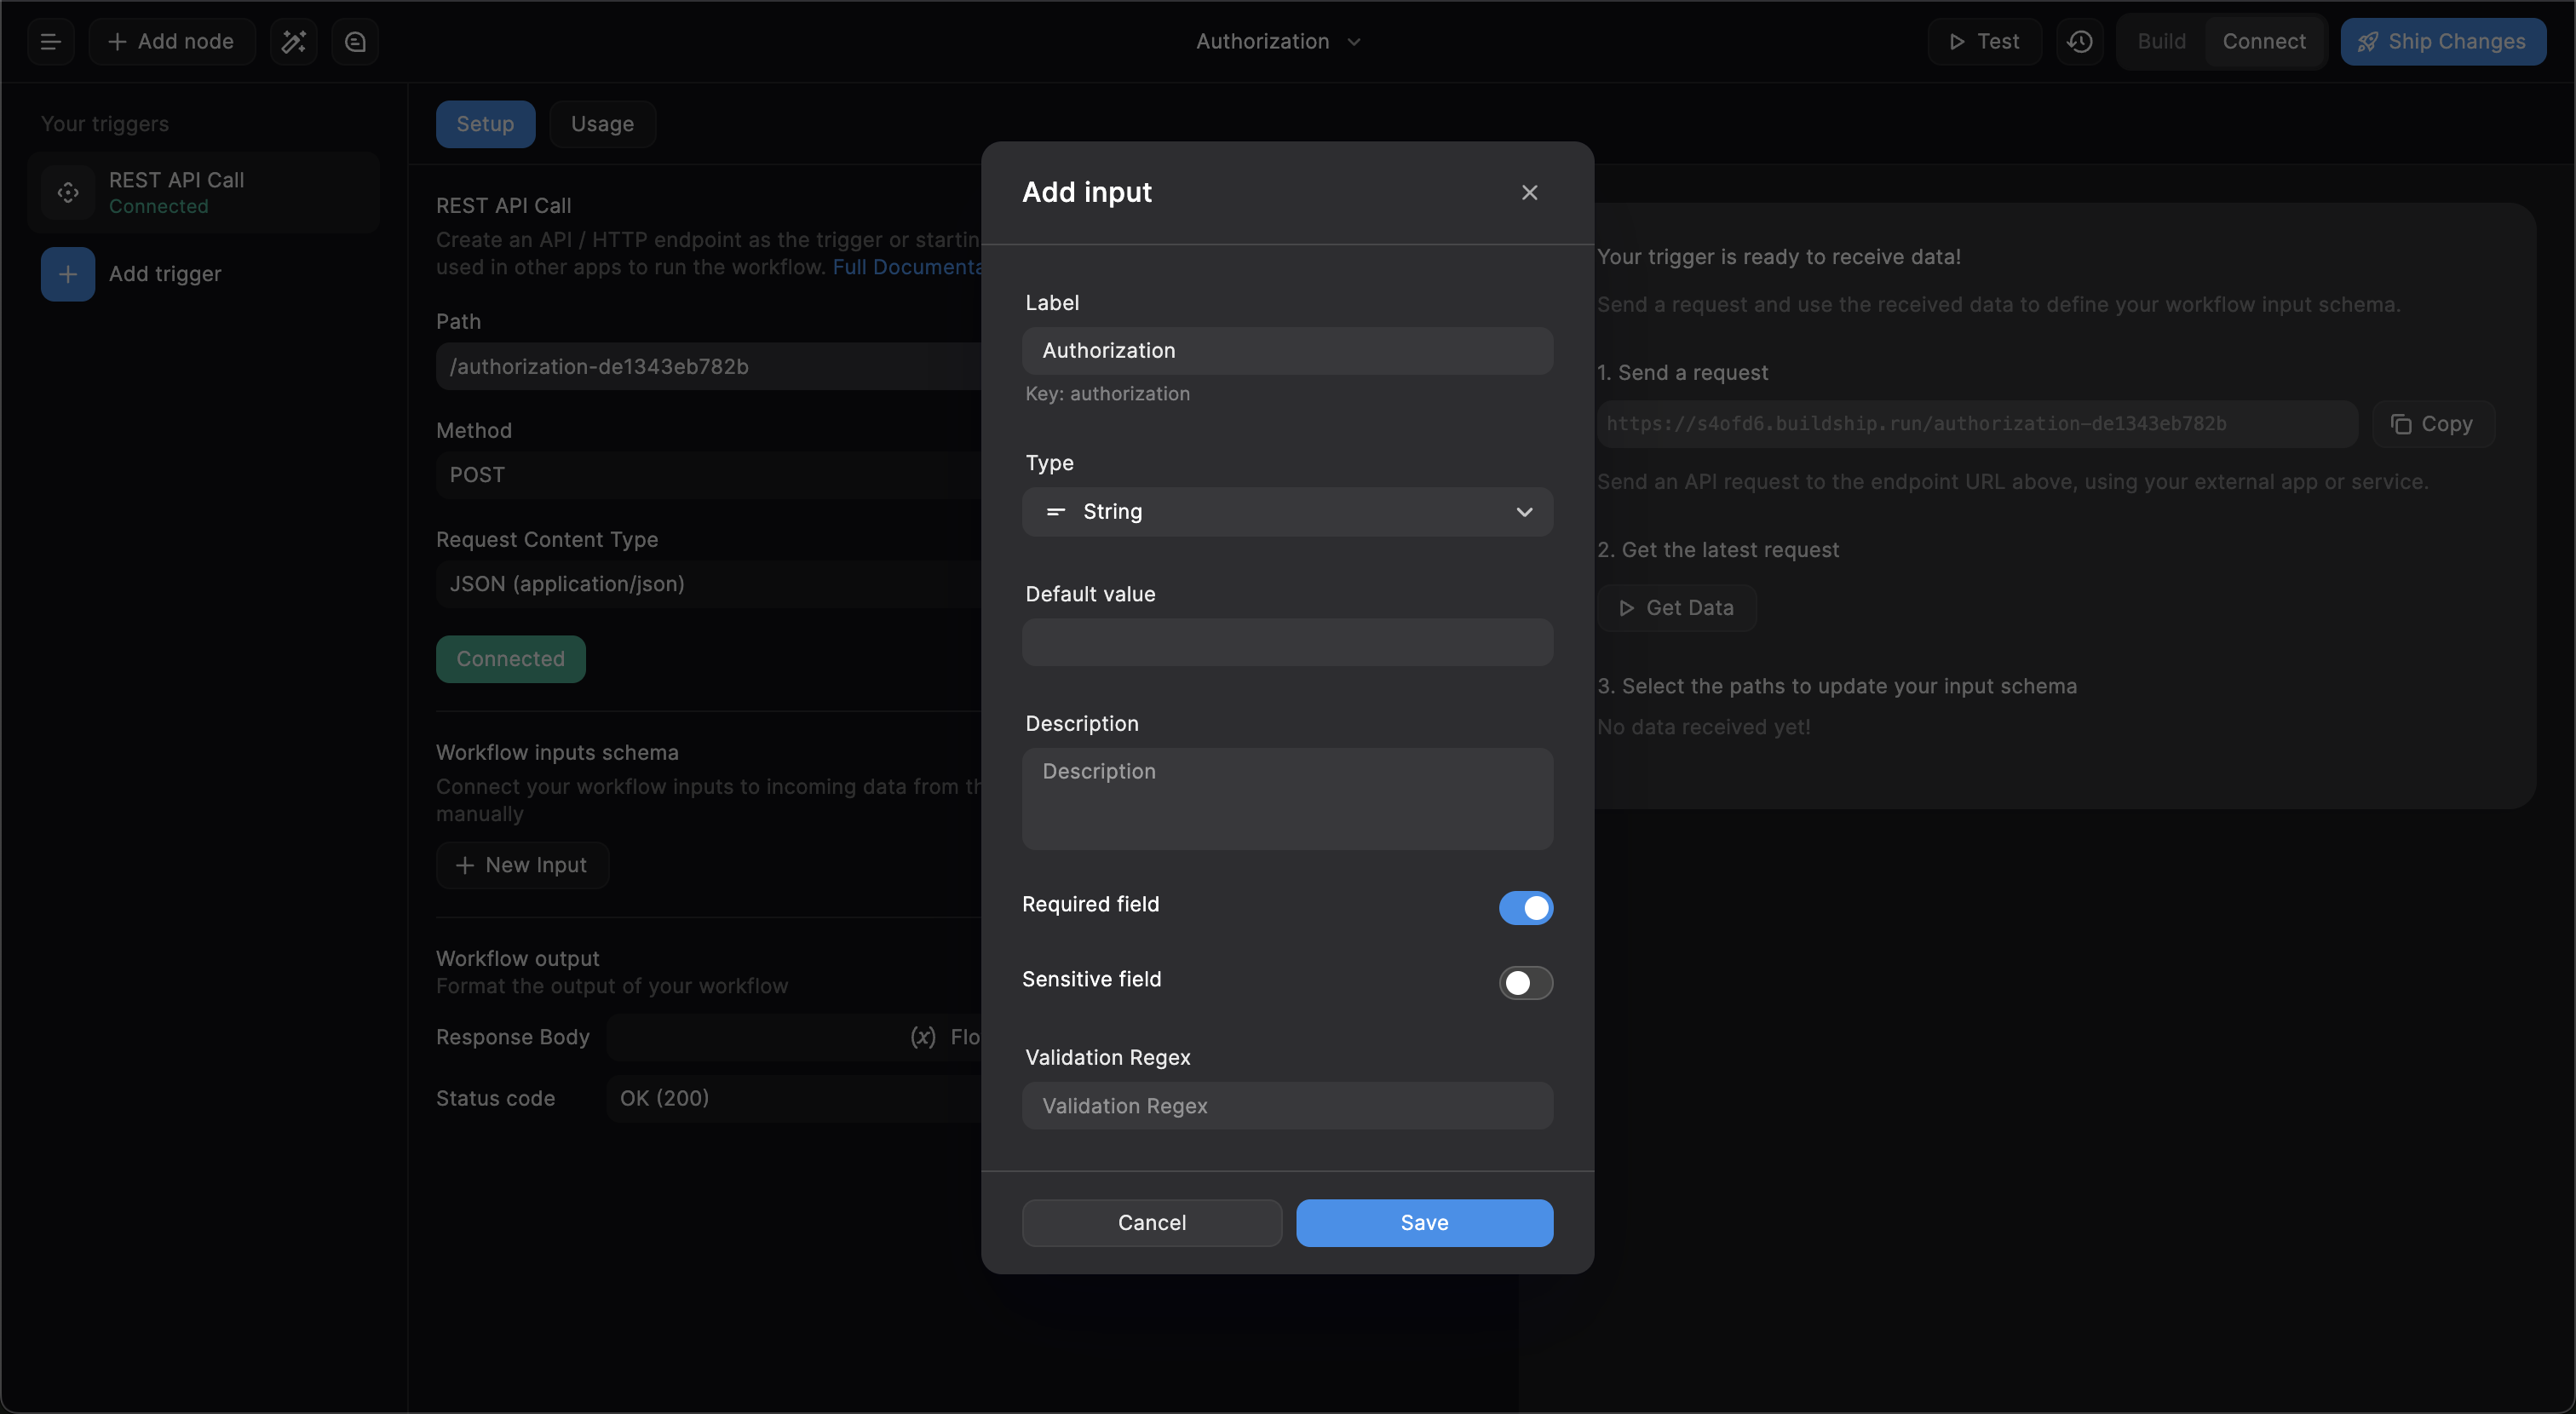 Add node
Authorization
Test
Build
Connect
Ship Changes
Your triggers
REST API Call
Connected
Add trigger
Setup
Usage
REST API Call
Create an API / HTTP endpoint as the trigger or startin
used in other apps to run the workflow. Full Documenta
Path
/authorization-de1343eb782b
Method
POST
Request Content Type
JSON (application/json)
Connected
Workflow inputs schema
Connect your workflow inputs to incoming data from th
manually
New Input
Workflow output
Format the output of your workflow
Response Body
(x) Flo
Status code
OK (200)
Add input
Label
Authorization
Key: authorization
Type
String
Default value
Description
Description
Required field
Sensitive field
Validation Regex
Validation Regex
Cancel
Save
Your trigger is ready to receive data!
Send a request and use the received data to define your workflow input schema.
1. Send a request
https://s4ofd6.buildship.run/authorization-de1343eb782b
Copy
Send an API request to the endpoint URL above, using your external app or service.
2. Get the latest request
Get Data
3. Select the paths to update your input schema
No data received yet!